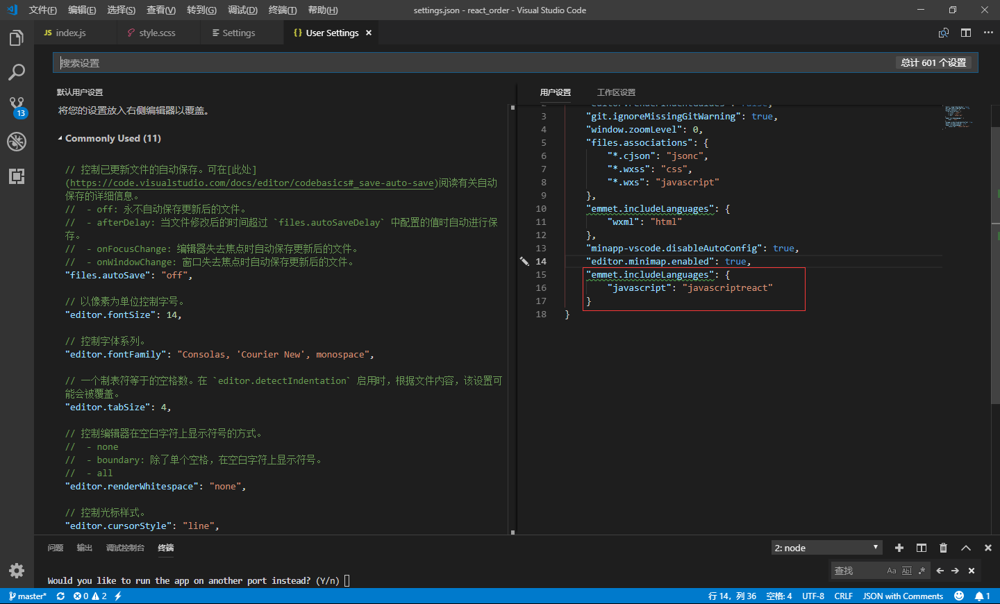 文件(F) 编辑(E) 选择(S) 查看(V) 转到(G) 调试(D) 终端(T) 帮助(H) settings.json - react_order - Visual Studio Code
JS index.js style.scss Settings {} User Settings ×
搜索设置 总计 601 个设置
默认用户设置
将您的设置放入右侧编辑器以覆盖。
Commonly Used (11)
// 控制已更新文件的自动保存。可在[此处]
(https://code.visualstudio.com/docs/editor/codebasics#_save-auto-save)阅读有关自动
保存的详细信息。
//  - off: 永不自动保存更新后的文件。
//  - afterDelay: 当文件修改后的时间超过 `files.autoSaveDelay` 中配置的值时自动进行保
存。
//  - onFocusChange: 编辑器失去焦点时自动保存更新后的文件。
//  - onWindowChange: 窗口失去焦点时自动保存更新后的文件。
"files.autoSave": "off",
// 以像素为单位控制字号。
"editor.fontSize": 14,
// 控制字体系列。
"editor.fontFamily": "Consolas, 'Courier New', monospace",
// 一个制表符等于的空格数。在 `editor.detectIndentation` 启用时，根据文件内容，该设置可
能会被覆盖。
"editor.tabSize": 4,
// 控制编辑器在空白字符上显示符号的方式。
//  - none
//  - boundary: 除了单个空格，在空白字符上显示符号。
//  - all
"editor.renderWhitespace": "none",
// 控制光标样式。
"editor.cursorStyle": "line",
用户设置 工作区设置
2 "editor.renderIndentGuides": false,
3 "git.ignoreMissingGitWarning": true,
4 "window.zoomLevel": 0,
5 "files.associations": {
6 "*.cjson": "jsonc",
7 "*.wxss": "css",
8 "*.wxs": "javascript"
9 },
10 "emmet.includeLanguages": {
11 "wxml": "html"
12 },
13 "minapp-vscode.disableAutoConfig": true,
14 "editor.minimap.enabled": true,
15 "emmet.includeLanguages": {
16 "javascript": "javascriptreact"
17 }
18 }
13
问题 输出 调试控制台 终端 2: node
查找 Aa Abl .*
Would you like to run the app on another port instead? (Y/n)
master* 0 2 行 14，列 36 空格: 4 UTF-8 CRLF JSON with Comments 1